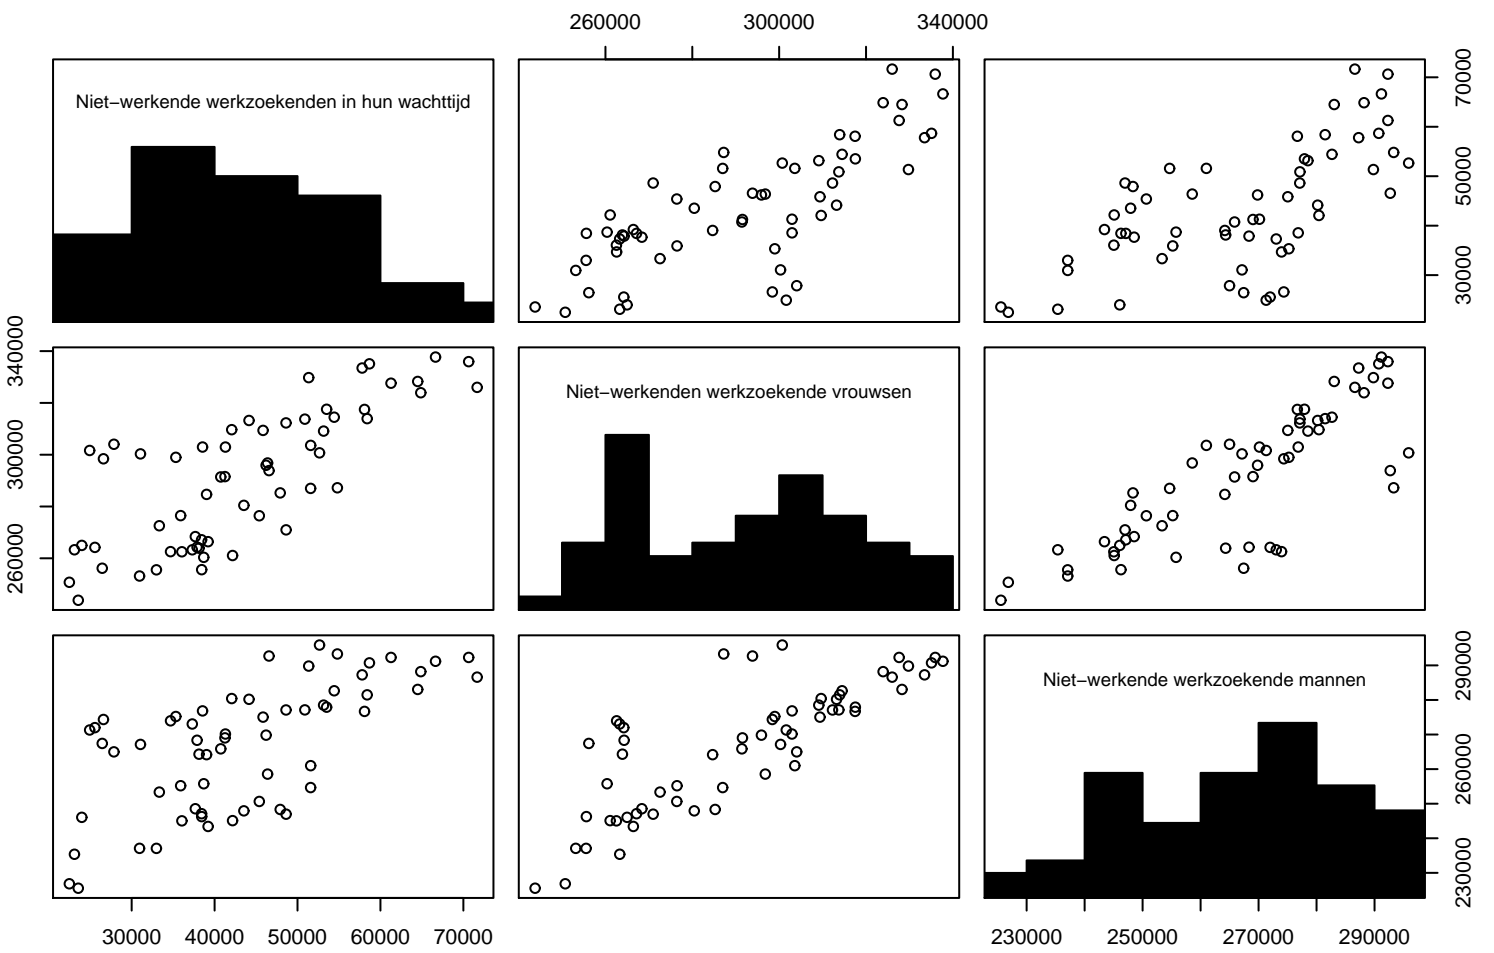 260000 300000 340000
Niet-werkende werkzoekenden in hun wachttijd
30000 50000 70000
260000 300000 340000
Niet-werkenden werkzoekende vrouwsen
Niet-werkende werkzoekende mannen
230000 260000 290000
30000 40000 50000 60000 70000
230000 250000 270000 290000